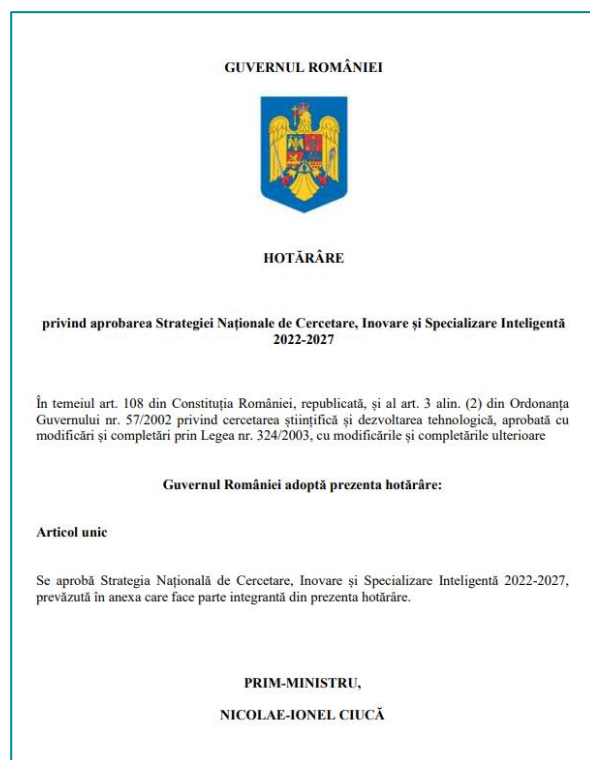 GUVERNUL ROMÂNIEI
HOTĂRÂRE
privind aprobarea Strategiei Naționale de Cercetare, Inovare și Specializare Inteligentă
2022-2027
În temeiul art. 108 din Constituția României, republicată, și al art. 3 alin. (2) din Ordonanța
Guvernului nr. 57/2002 privind cercetarea științifică și dezvoltarea tehnologică, aprobată cu
modificări și completări prin Legea nr. 324/2003, cu modificările și completările ulterioare
Guvernul României adoptă prezenta hotărâre:
Articol unic
Se aprobă Strategia Națională de Cercetare, Inovare și Specializare Inteligentă 2022-2027,
prevăzută în anexa care face parte integrantă din prezenta hotărâre.
PRIM-MINISTRU,
NICOLAE-IONEL CIUCĂ